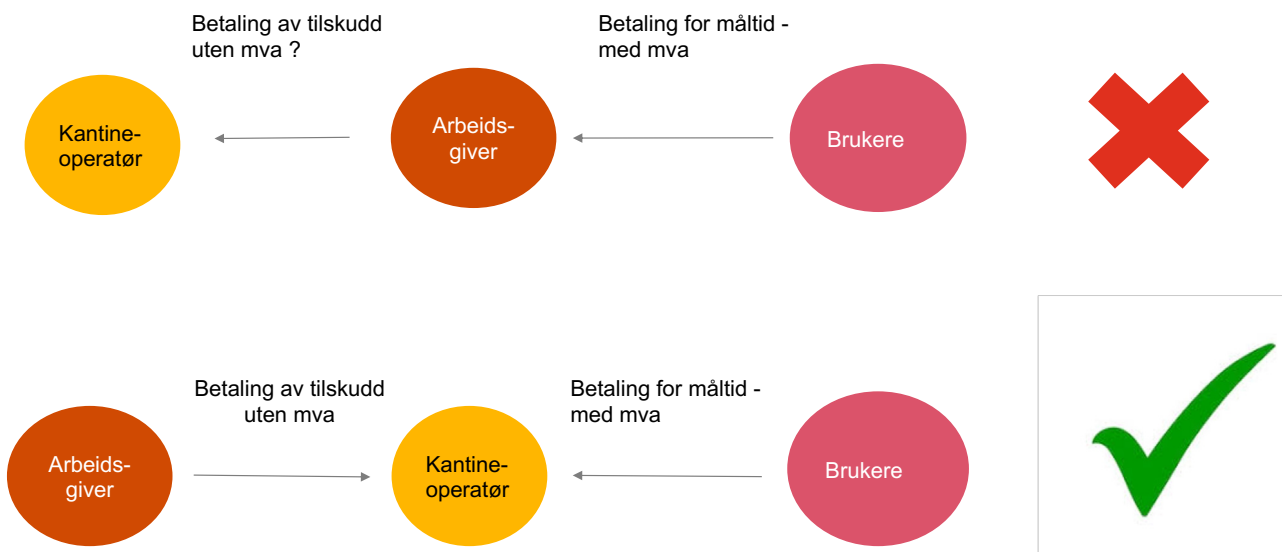 Betaling av tilskudd
uten mva ?
Betaling for måltid -
med mva
Kantine-
operatør
Arbeids-
giver
Brukere
Betaling av tilskudd
uten mva
Betaling for måltid -
med mva
Arbeids-
giver
Kantine-
operatør
Brukere